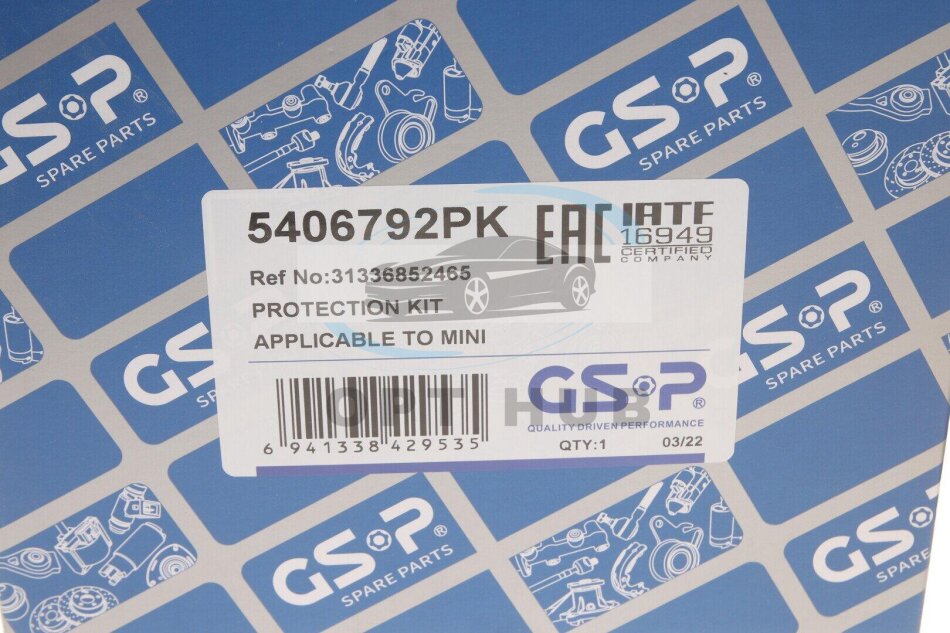 GS·P®
SPARE PARTS
GS·P®
SPARE PARTS
5406792PK
EAC
IATF
16949
CERTIFIED
COMPANY
Ref No:31336852465
PROTECTION KIT
APPLICABLE TO MINI
OPT HUB
GS·P®
QUALITY DRIVEN PERFORMANCE
6 941338 429535
QTY:1
03/22
GS·P®
SPARE PARTS
GS·P
SPARE PARTS
GS·P
SPARE PARTS